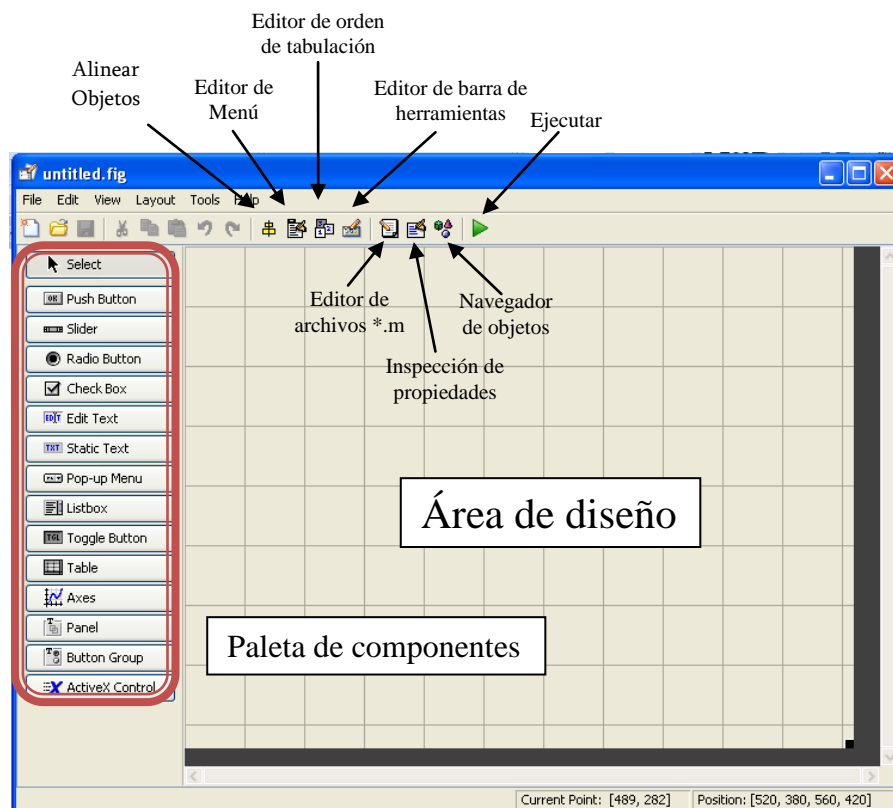 Editor de orden
de tabulación
Alinear
Objetos
Editor de
Menú
Editor de barra de
herramientas
Ejecutar
untitled.fig
File Edit View Layout Tools Help
Select
Push Button
Slider
Radio Button
Check Box
Edit Text
Static Text
Pop-up Menu
Listbox
Toggle Button
Table
Axes
Panel
Button Group
ActiveX Control
Editor de
archivos *.m
Navegador
de objetos
Inspección de
propiedades
Área de diseño
Paleta de componentes
Current Point: [489, 282] Position: [520, 380, 560, 420]